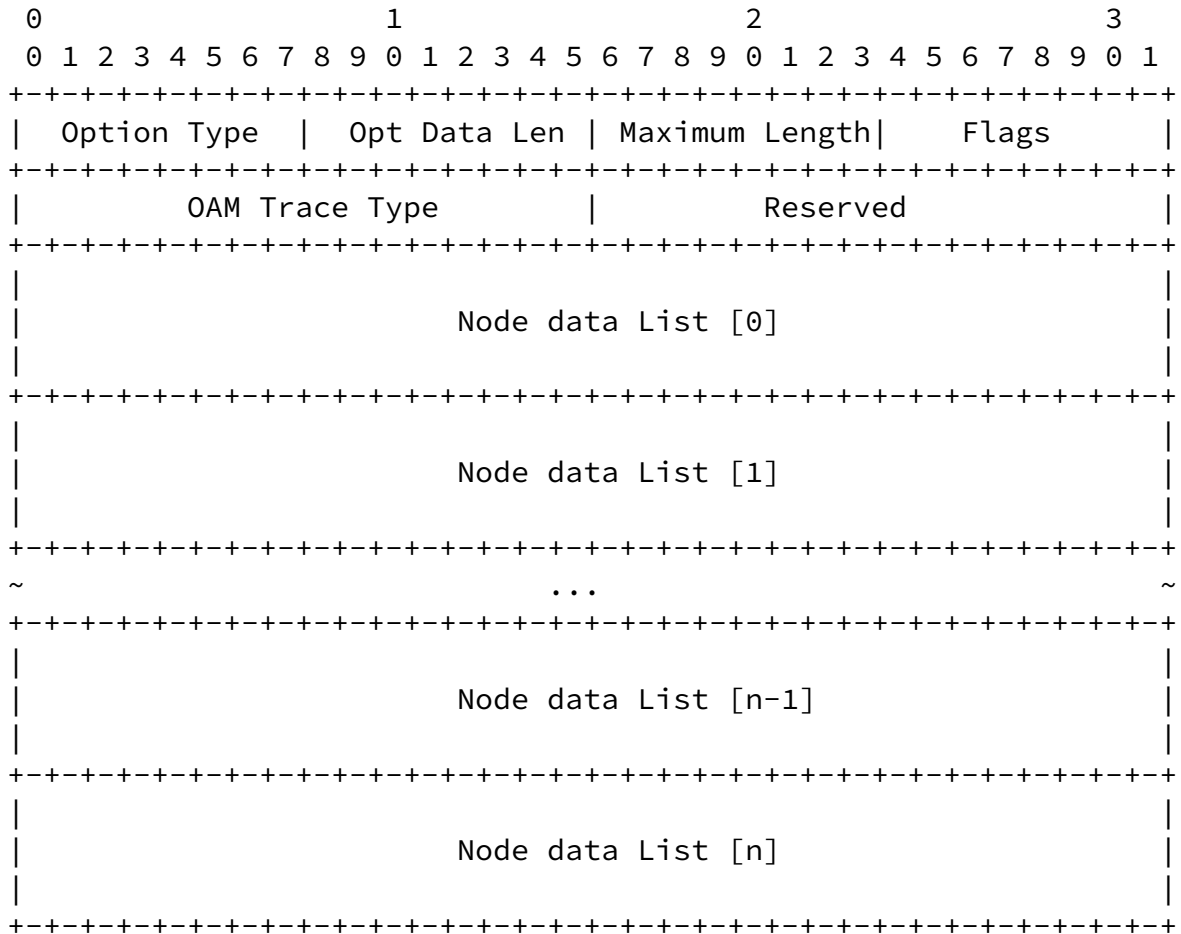 0                   1                   2                   3
0 1 2 3 4 5 6 7 8 9 0 1 2 3 4 5 6 7 8 9 0 1 2 3 4 5 6 7 8 9 0 1
+-+-+-+-+-+-+-+-+-+-+-+-+-+-+-+-+-+-+-+-+-+-+-+-+-+-+-+-+-+-+-+-+
|  Option Type  |  Opt Data Len | Maximum Length|    Flags      |
+-+-+-+-+-+-+-+-+-+-+-+-+-+-+-+-+-+-+-+-+-+-+-+-+-+-+-+-+-+-+-+-+
|         OAM Trace Type        |         Reserved              |
+-+-+-+-+-+-+-+-+-+-+-+-+-+-+-+-+-+-+-+-+-+-+-+-+-+-+-+-+-+-+-+-+
|                                                               |
|                        Node data List [0]                     |
|                                                               |
+-+-+-+-+-+-+-+-+-+-+-+-+-+-+-+-+-+-+-+-+-+-+-+-+-+-+-+-+-+-+-+-+
|                                                               |
|                        Node data List [1]                     |
|                                                               |
+-+-+-+-+-+-+-+-+-+-+-+-+-+-+-+-+-+-+-+-+-+-+-+-+-+-+-+-+-+-+-+-+
~                             ...                               ~
+-+-+-+-+-+-+-+-+-+-+-+-+-+-+-+-+-+-+-+-+-+-+-+-+-+-+-+-+-+-+-+-+
|                                                               |
|                        Node data List [n-1]                   |
|                                                               |
+-+-+-+-+-+-+-+-+-+-+-+-+-+-+-+-+-+-+-+-+-+-+-+-+-+-+-+-+-+-+-+-+
|                                                               |
|                        Node data List [n]                     |
|                                                               |
+-+-+-+-+-+-+-+-+-+-+-+-+-+-+-+-+-+-+-+-+-+-+-+-+-+-+-+-+-+-+-+-+